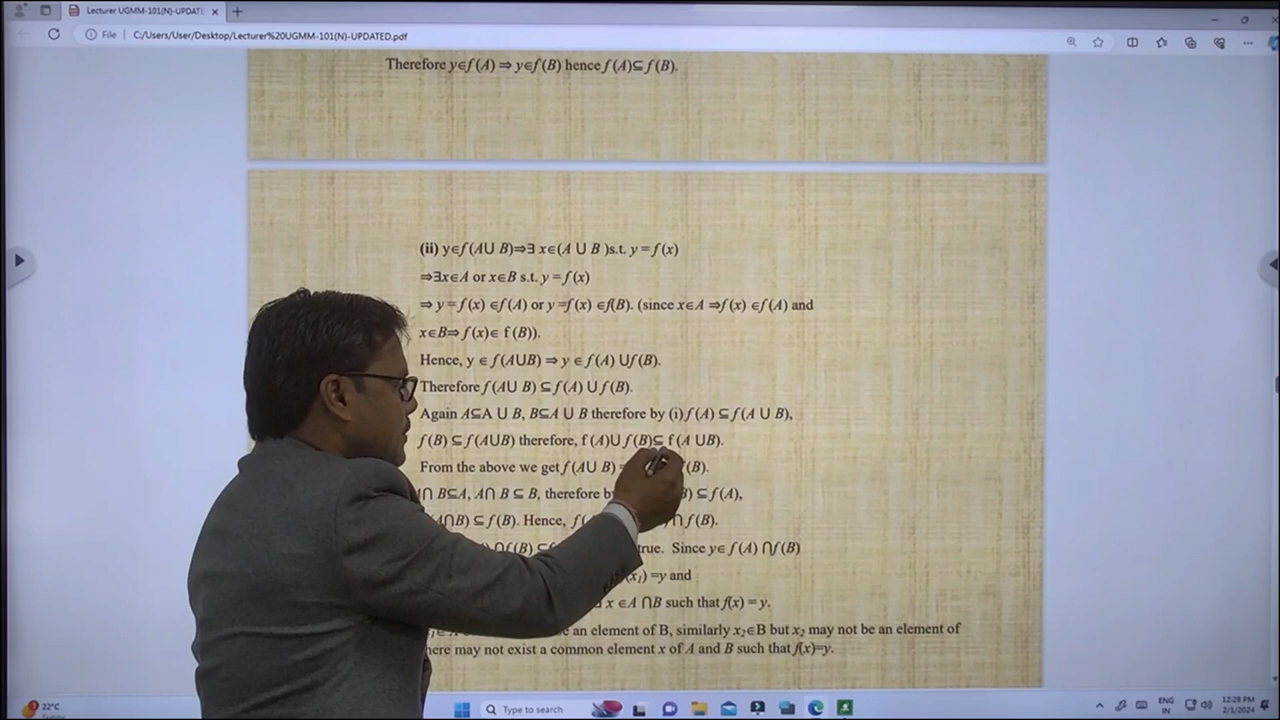 Lecturer UGMM-101(N)-UPDATI
File C:/Users/User/Desktop/Lecturer%20UGMM-101(N)-UPDATED.pdf
Therefore y∈f (A) ⇒ y∈f (B) hence f (A)⊆ f (B).
(ii) y∈f (A∪ B)⇒∃ x∈(A ∪ B )s.t. y = f (x)
⇒∃x∈A or x∈B s.t. y = f (x)
⇒ y = f (x) ∈f (A) or y =f (x) ∈f(B). (since x∈A ⇒f (x) ∈f (A) and
x∈B⇒ f (x)∈ f (B)).
Hence, y ∈ f (A∪B) ⇒ y ∈ f (A) ∪f (B).
Therefore f (A∪ B) ⊆ f (A) ∪ f (B).
Again A⊆A ∪ B, B⊆A ∪ B therefore by (i) f (A) ⊆ f (A ∪ B),
f (B) ⊆ f (A∪B) therefore, f (A)∪ f (B)⊆ f (A ∪B).
From the above we get f (A∪ B) = (B).
∩ B⊆A, A∩ B ⊆ B, therefore by B) ⊆ f (A),
A∩B) ⊆ f (B). Hence, f ∩ f (B).
∩f (B) ⊆ true. Since y∈ f (A) ∩f (B)
(x₁) =y and
x ∈A ∩B such that f(x) = y.
an element of B, similarly x₂∈B but x₂ may not be an element of
here may not exist a common element x of A and B such that f(x)=y.
22°C
Type to search
ENG
IN
12:28 PM
2/1/2024